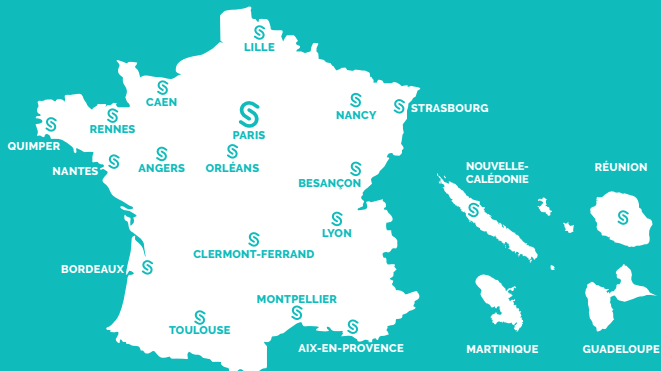 LILLE
CAEN
NANCY
STRASBOURG
RENNES
PARIS
QUIMPER
NANTES
ANGERS
ORLÉANS
NOUVELLE-
CALÉDONIE
RÉUNION
BESANÇON
LYON
CLERMONT-FERRAND
BORDEAUX
MONTPELLIER
TOULOUSE
AIX-EN-PROVENCE
MARTINIQUE
GUADELOUPE